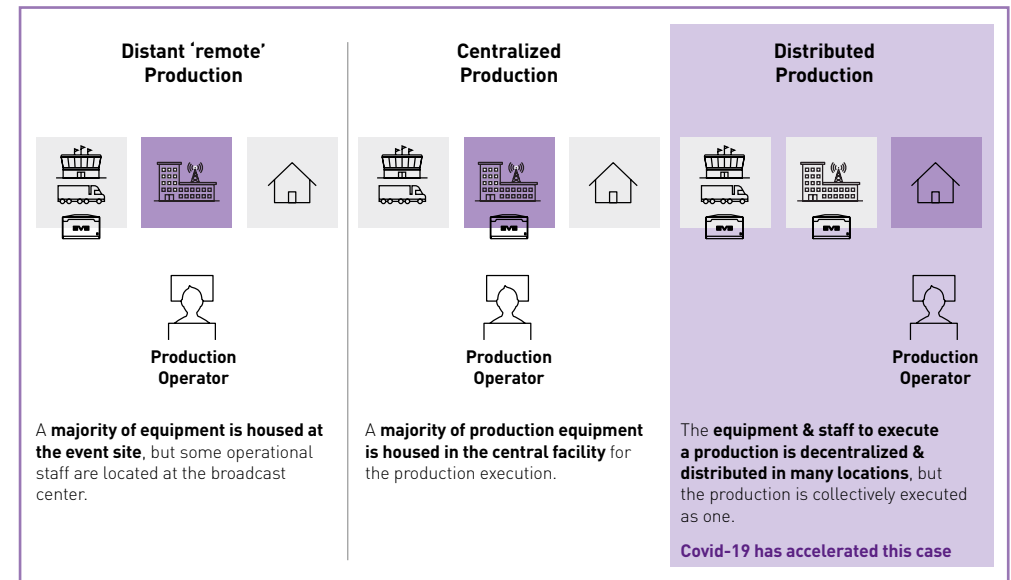 Distant ‘remote’
Production
EVS
Production
Operator
A majority of equipment is housed at
the event site, but some operational
staff are located at the broadcast
center.
Centralized
Production
EVS
Production
Operator
A majority of production equipment
is housed in the central facility for
the production execution.
Distributed
Production
EVS
EVS
Production
Operator
The equipment & staff to execute
a production is decentralized &
distributed in many locations, but
the production is collectively executed
as one.
Covid-19 has accelerated this case